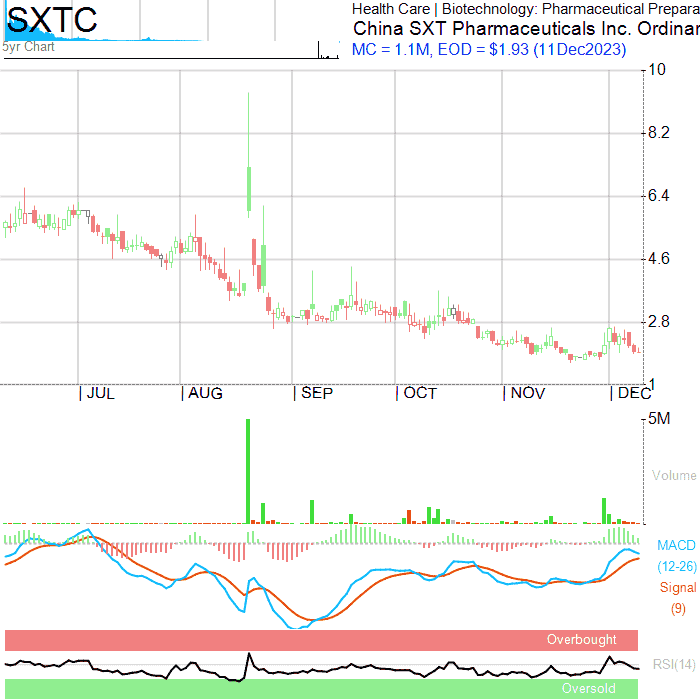 SXTC
Health Care | Biotechnology: Pharmaceutical Prepara
China SXT Pharmaceuticals Inc. Ordinar
5yr Chart
MC = 1.1M, EOD = $1.93 (11Dec2023)
10
8.2
6.4
4.6
2.8
1
| JUL | AUG | SEP | OCT | NOV | DEC
5M
Volume
MACD
(12-26)
Signal
(9)
Overbought
RSI(14)
Oversold